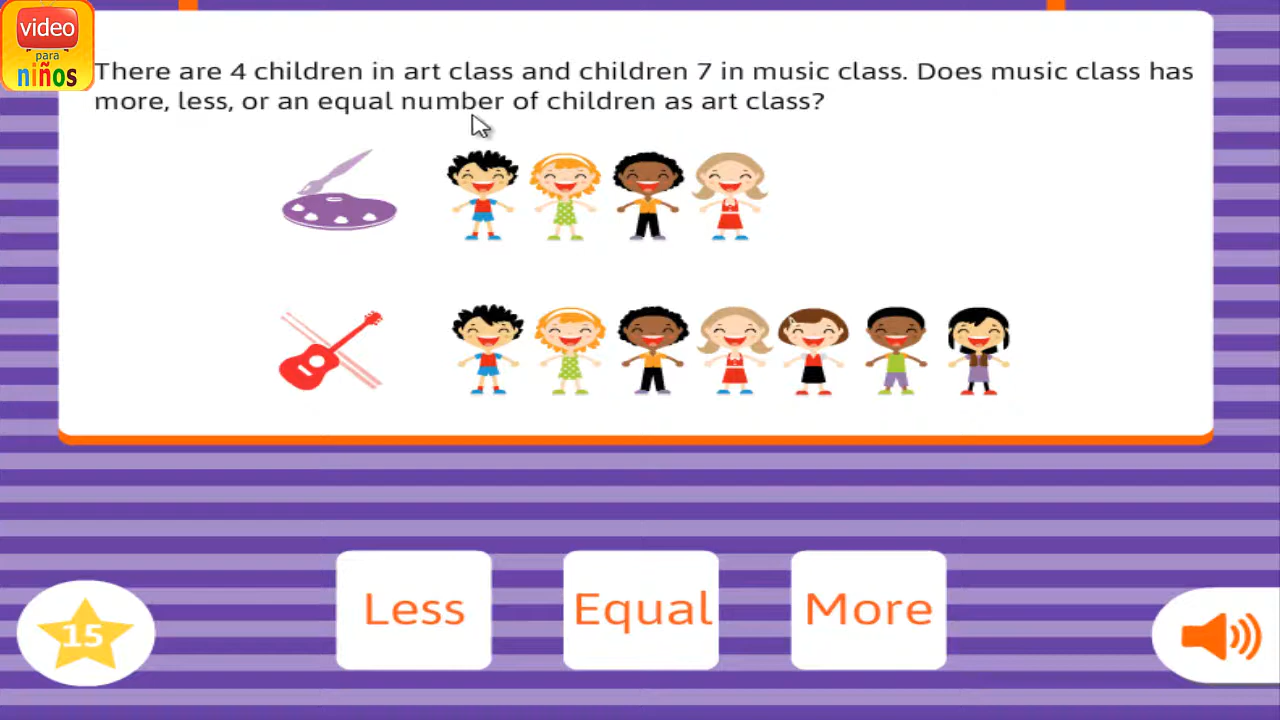 video
para
niños
There are 4 children in art class and children 7 in music class. Does music class has
more, less, or an equal number of children as art class?
Less
Equal
More
15